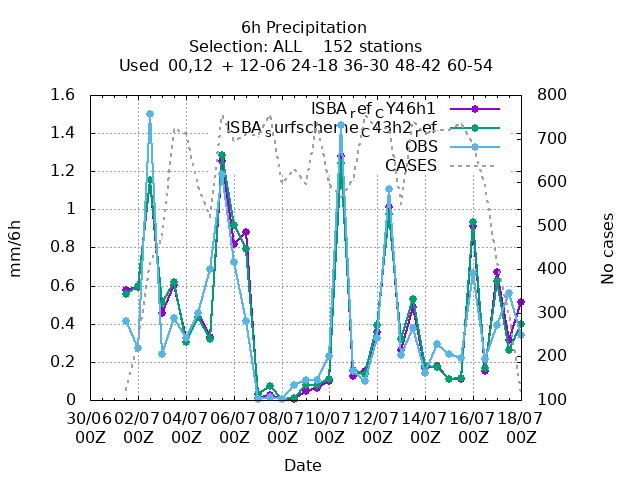 6h Precipitation
Selection: ALL 152 stations
Used 00,12 + 12-06 24-18 36-30 48-42 60-54
ISBA_ref_CY46h1
ISBA_surfscheme_C43h2_ref
OBS
CASES
1.6
1.4
1.2
1
0.8
0.6
0.4
0.2
0
mm/6h
800
700
600
500
400
300
200
100
No cases
30/06 02/07 04/07 06/07 08/07 10/07 12/07 14/07 16/07 18/07
00Z 00Z 00Z 00Z 00Z 00Z 00Z 00Z 00Z 00Z
Date